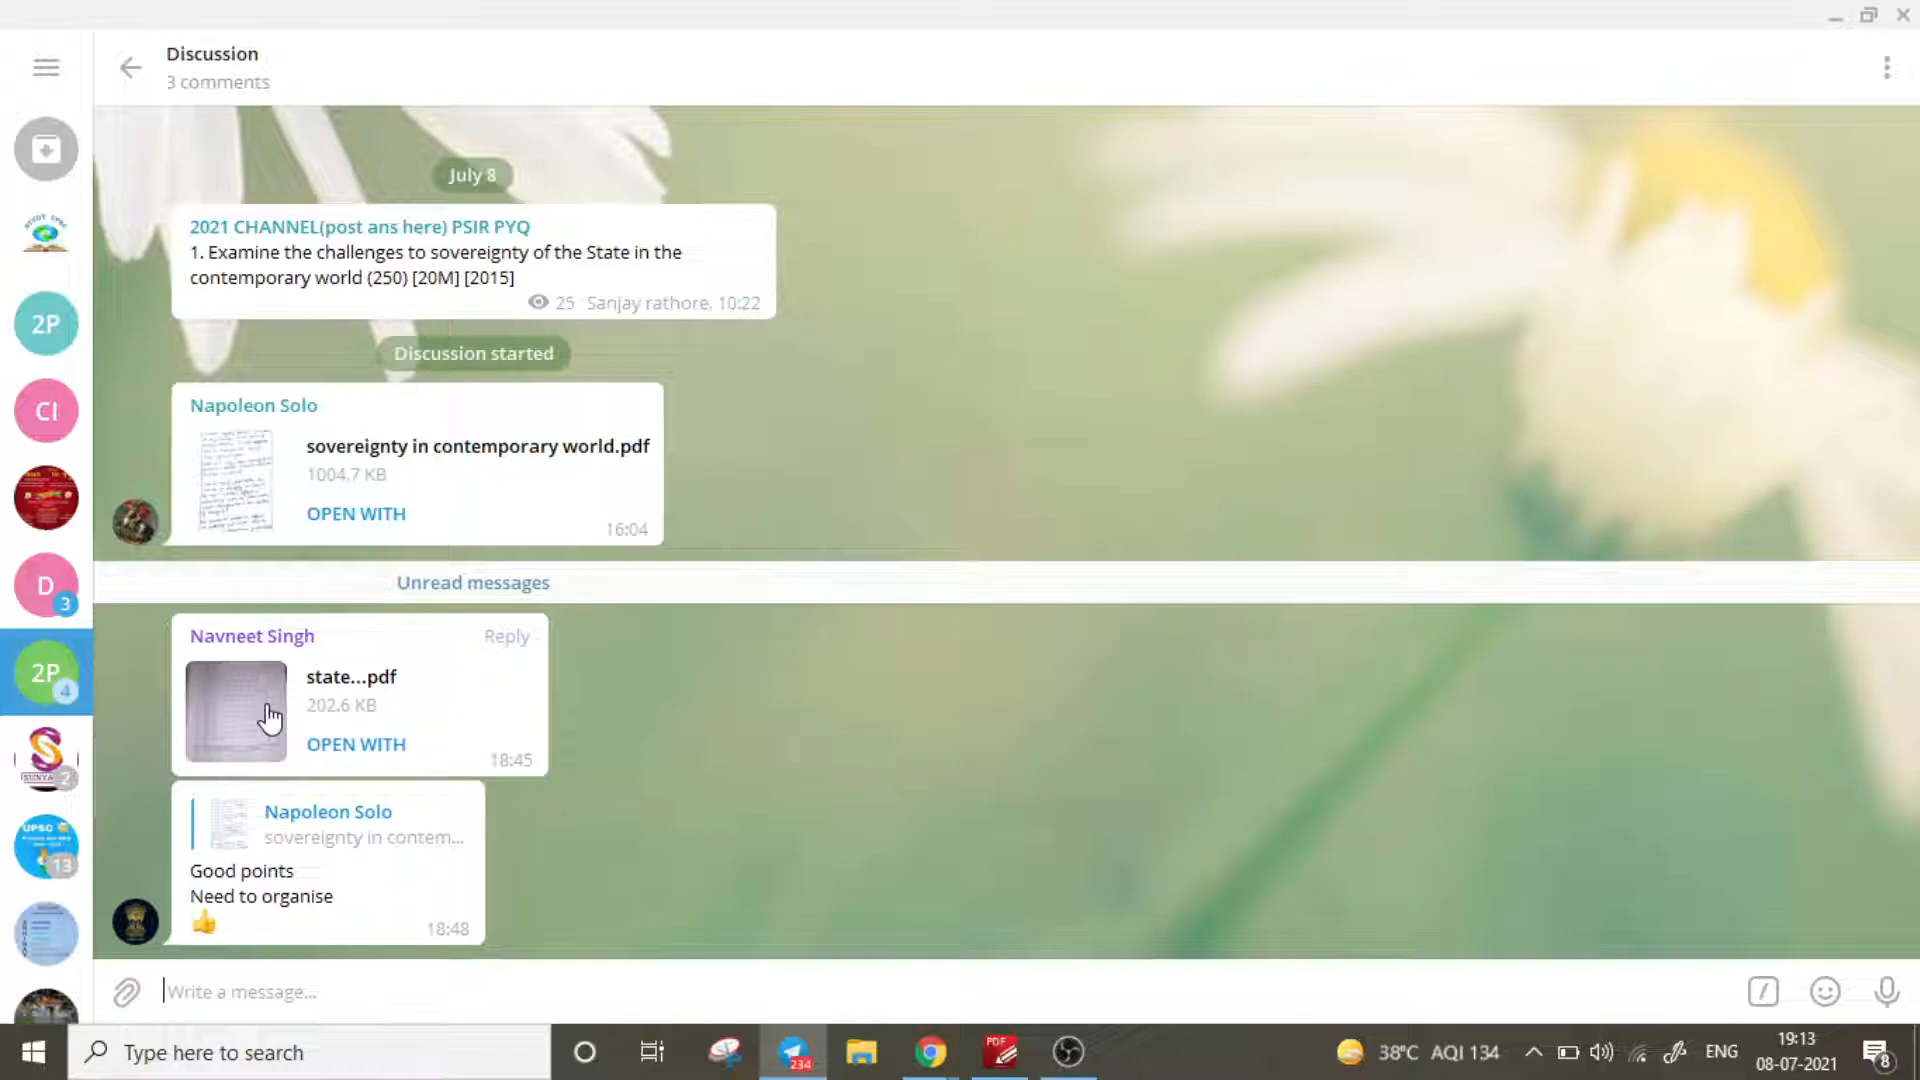 Discussion
3 comments
July 8
2021 CHANNEL(post ans here) PSIR PYQ
1. Examine the challenges to sovereignty of the State in the
contemporary world (250) [20M] [2015]
25 Sanjay rathore, 10:22
Discussion started
Napoleon Solo
sovereignty in contemporary world.pdf
1004.7 KB
OPEN WITH
16:04
Unread messages
Navneet Singh
Reply
state...pdf
202.6 KB
OPEN WITH
18:45
Napoleon Solo
sovereignty in contem...
Good points
Need to organise
18:48
Write a message...
2P
CI
D
3
2P
4
2
UPSC
13
Type here to search
234
PDF
38°C AQI 134
ENG
19:13
08-07-2021
8